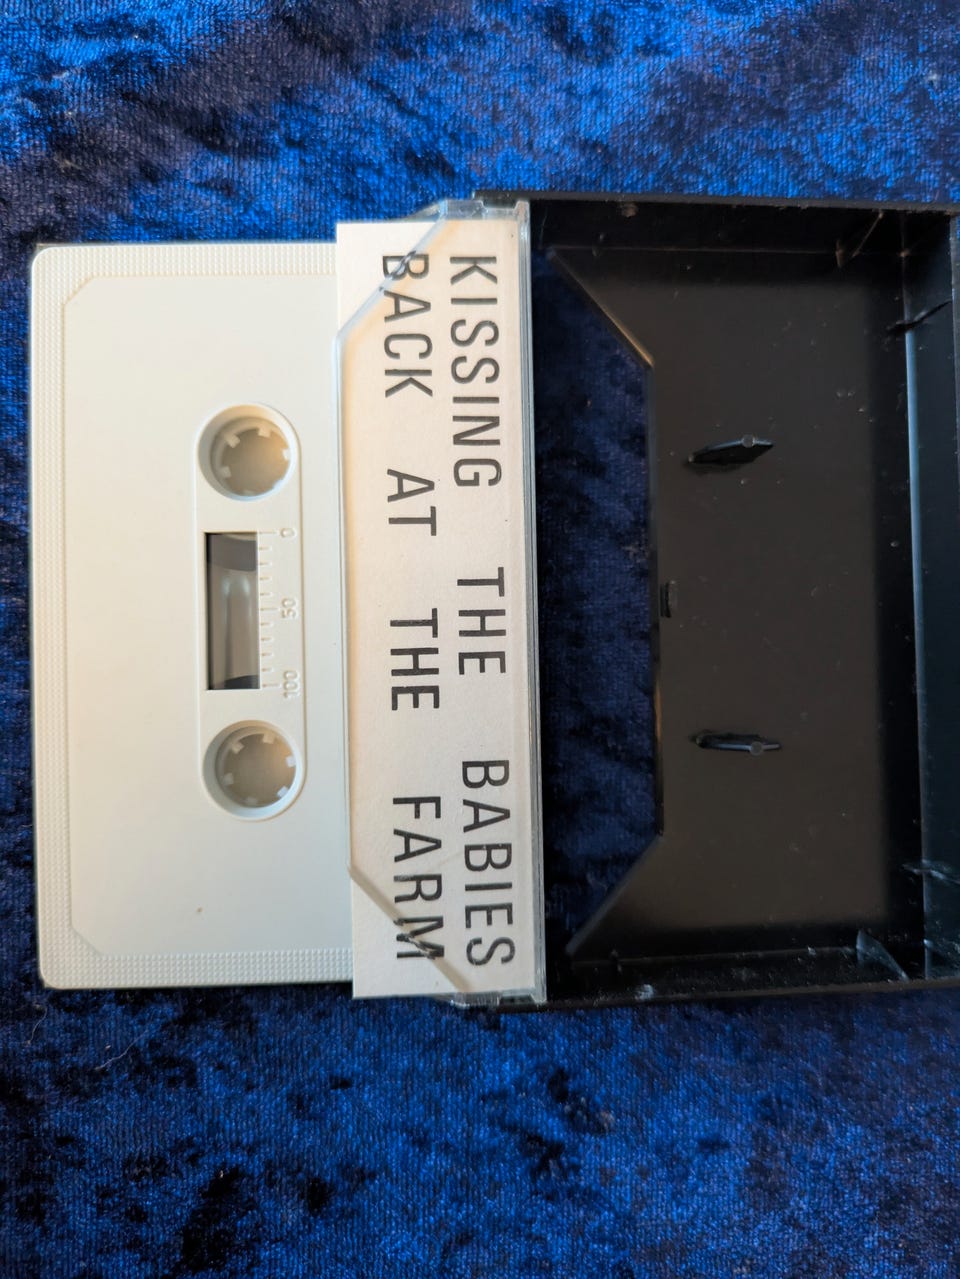 KISSING THE BABIES
BACK AT THE FARM
0 50 100